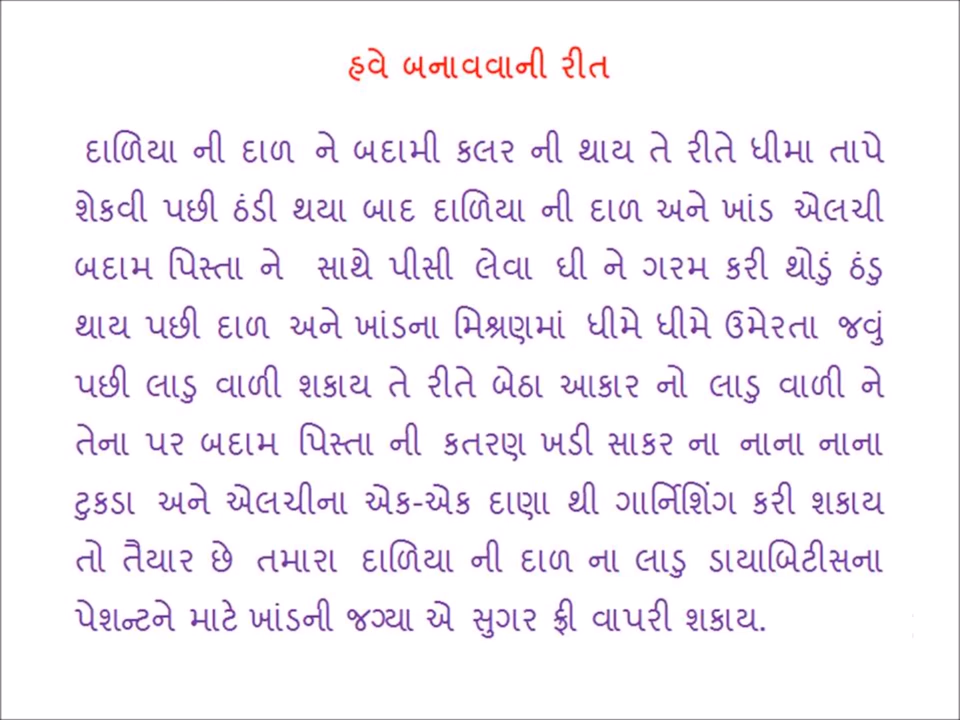 હવે બનાવવાની રીત
દાળિયા ની દાળ ને બદામી કલર ની થાય તે રીતે ધીમા તાપે
શેકવી પછી ઠંડી થયા બાદ દાળિયા ની દાળ અને ખાંડ એલચી
બદામ પિસ્તા ને સાથે પીસી લેવા ઘી ને ગરમ કરી થોડું ઠંડુ
થાય પછી દાળ અને ખાંડના મિશ્રણમાં ધીમે ધીમે ઉમેરતા જવું
પછી લાડુ વાળી શકાય તે રીતે બેઠા આકાર નો લાડુ વાળી ને
તેના પર બદામ પિસ્તા ની કતરણ ખડી સાકર ના નાના નાના
ટુકડા અને એલચીના એક-એક દાણા થી ગાર્નિશિંગ કરી શકાય
તો તૈયાર છે તમારા દાળિયા ની દાળ ના લાડુ ડાયાબિટીસના
પેશન્ટને માટે ખાંડની જગ્યા એ સુગર ફ્રી વાપરી શકાય.